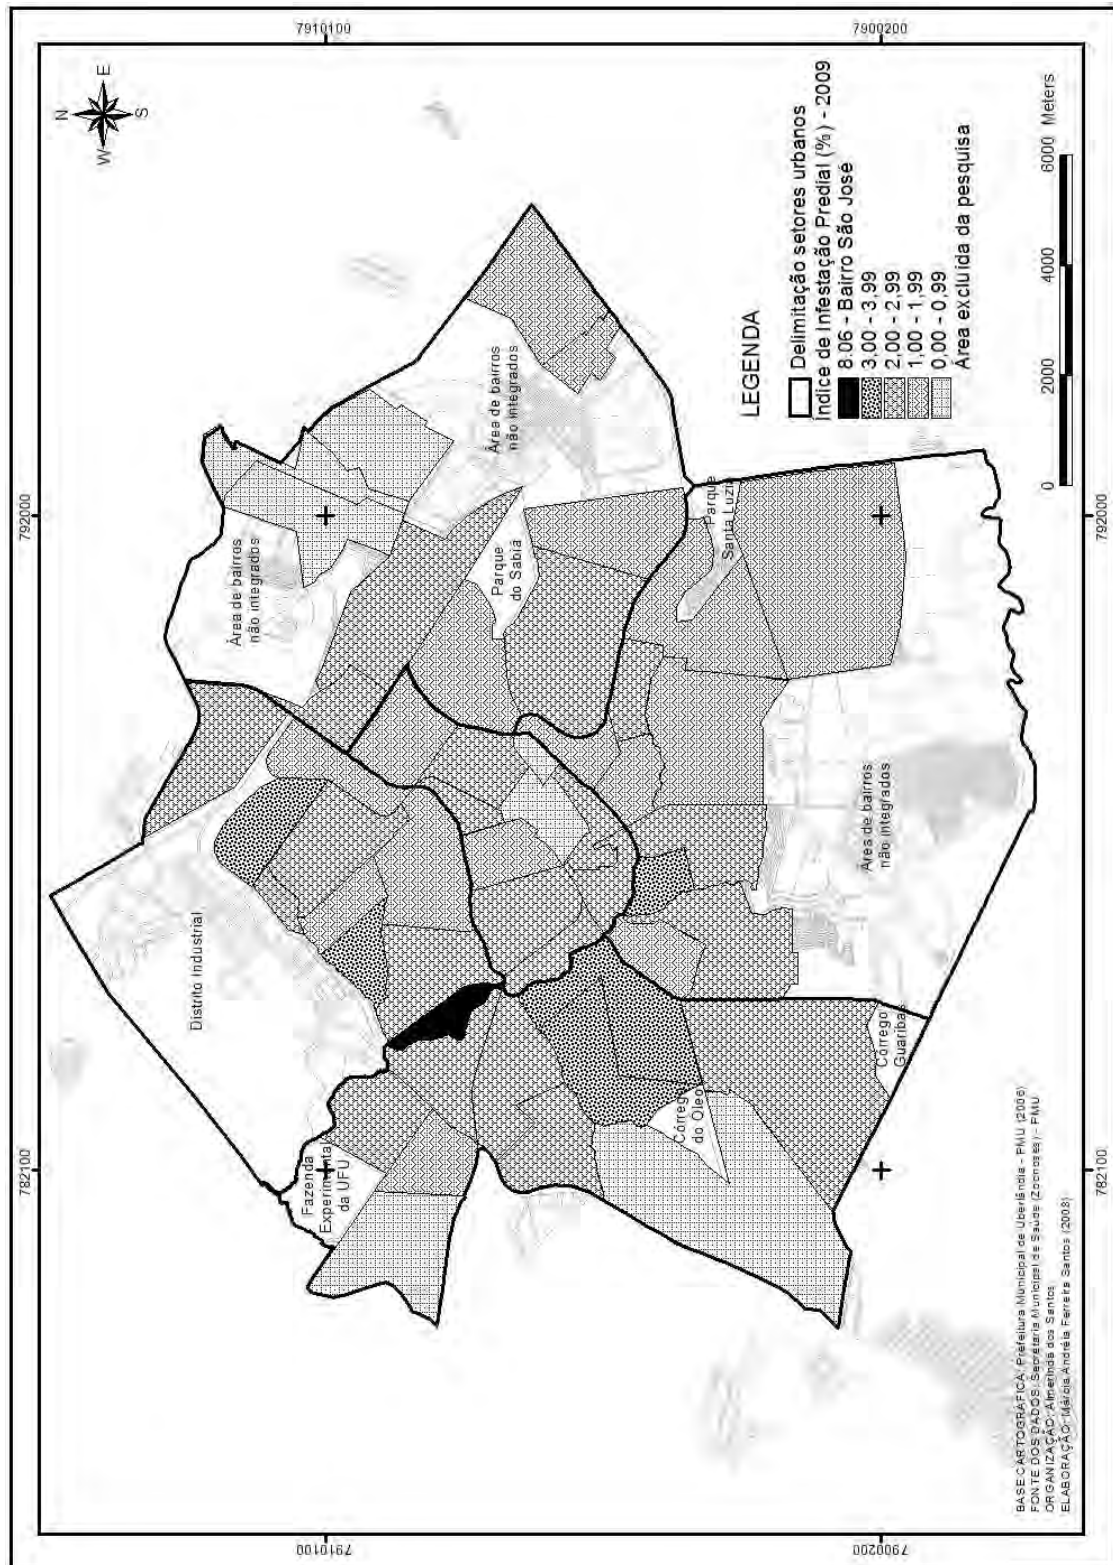 7910100
7900200
N
E
W
S
792000
792000
782100
782100
7910100
7900200
Distrito Industrial
Fazenda
Experimental
da UFU
Área de bairros
não integrados
Área de bairros
não integrados
Parque
do Sabiá
Parque
Santa Luzia
Área de bairros
não integrados
Córrego
do Óleo
Córrego
Guaribas
LEGENDA
Delimitação setores urbanos
Índice de Infestação Predial (%) - 2009
8.06 - Bairro São José
3,00 - 3,99
2,00 - 2,99
1,00 - 1,99
0,00 - 0,99
Área excluída da pesquisa
0 2000 4000 6000 Meters
BASE CARTOGRÁFICA: Prefeitura Municipal de Uberlândia - PMU (2006)
FONTE DOS DADOS: Secretaria Municipal de Saúde (Zoonoses) - PMU
ORGANIZAÇÃO: Almerinda dos Santos
ELABORAÇÃO: Márcia Andréia Ferreira Santos (2008)